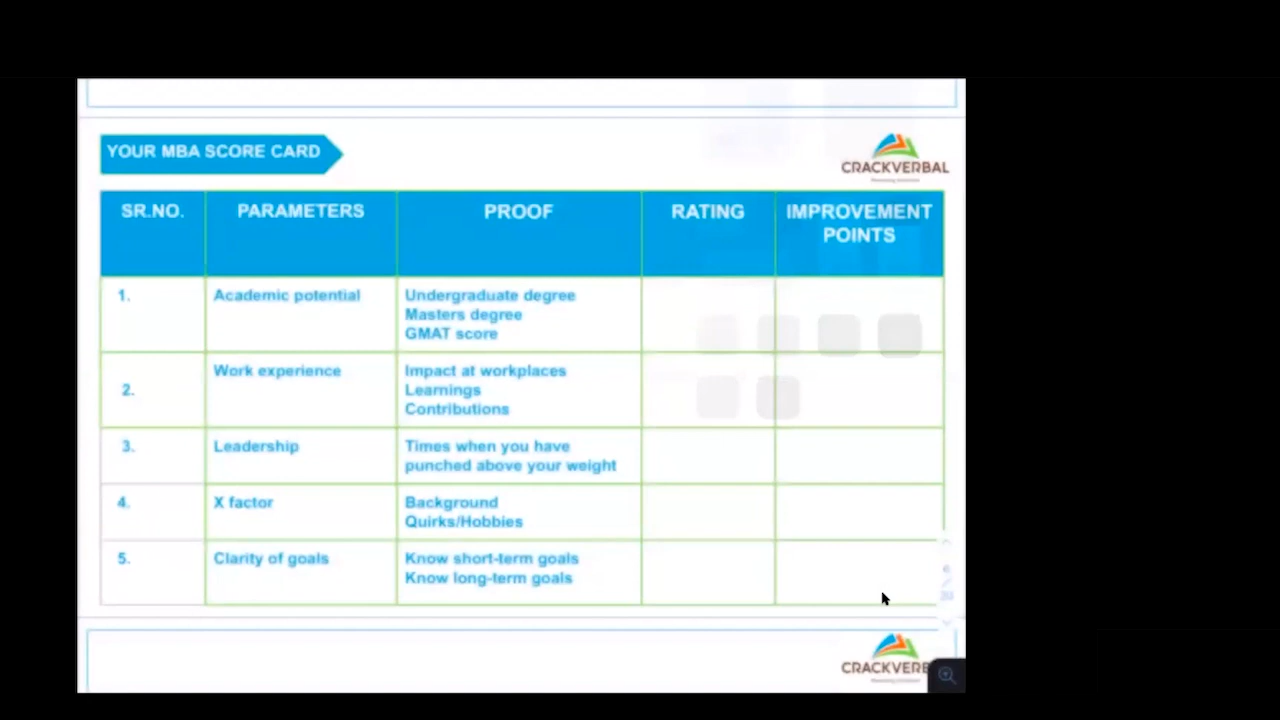 YOUR MBA SCORE CARD
CRACKVERBAL
SR.NO. PARAMETERS PROOF RATING IMPROVEMENT
POINTS
1. Academic potential Undergraduate degree
Masters degree
GMAT score
Work experience Impact at workplaces
2. Learnings
Contributions
3. Leadership Times when you have
punched above your weight
4. X factor Background
Quirks/Hobbies
5. Clarity of goals Know short-term goals
Know long-term goals
CRACKVERB